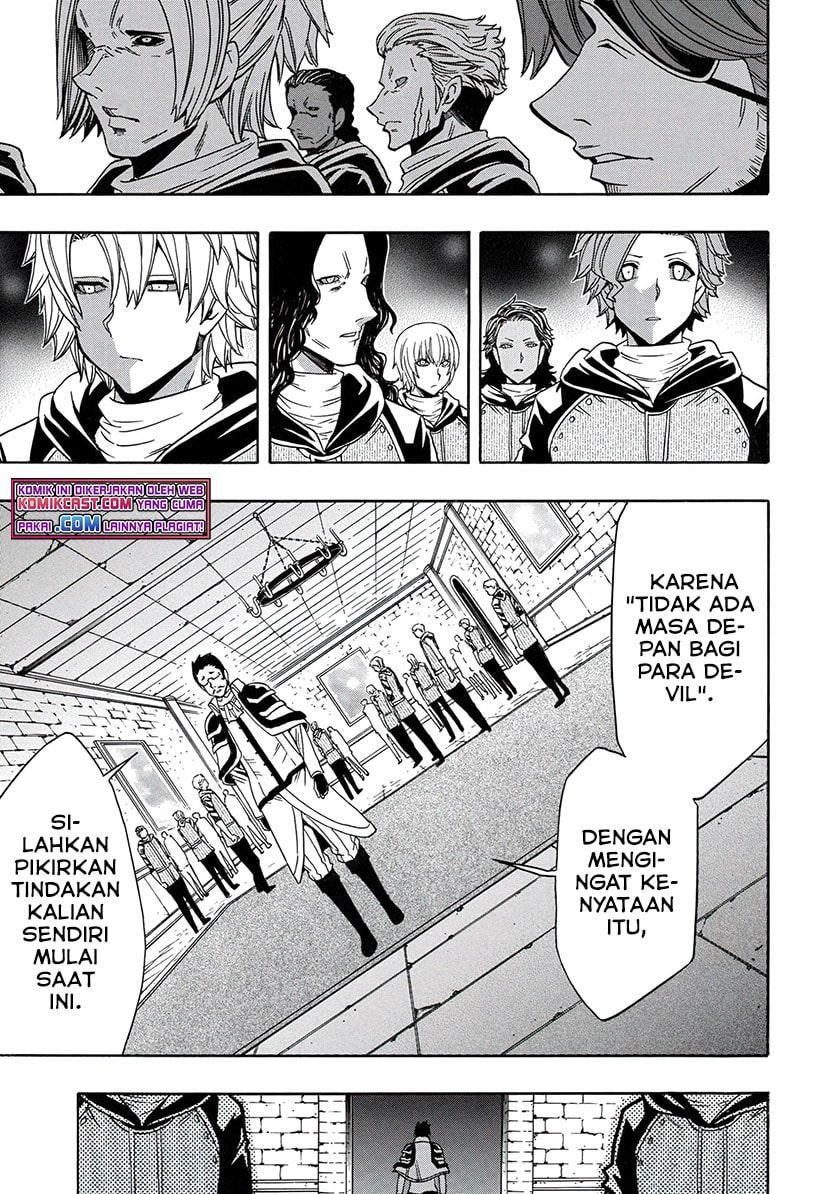 KOMIK INI DIKERJAKAN OLEH WEB
KOMIKCAST.COM YANG CUMA
PAKAI .COM LAINNYA PLAGIAT!
KARENA
"TIDAK ADA
MASA DE-
PAN BAGI
PARA DE-
VIL".
DENGAN
MENGI-
NGAT KE-
NYATAAN
ITU,
SI-
LAHKAN
PIKIRKAN
TINDAKAN
KALIAN
SENDIRI
MULAI
SAAT
INI.